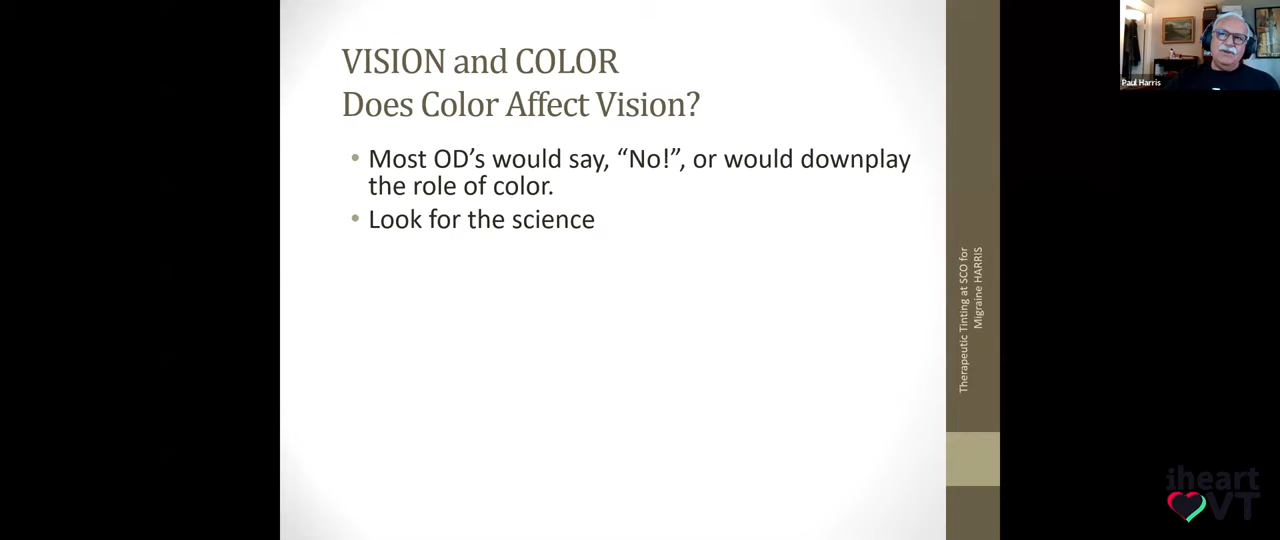 VISION and COLOR
Does Color Affect Vision?
• Most OD’s would say, “No!”, or would downplay
the role of color.
• Look for the science
Therapeutic Tinting at SCO for
Migraine HARRIS
Paul Harris
iheart
VT